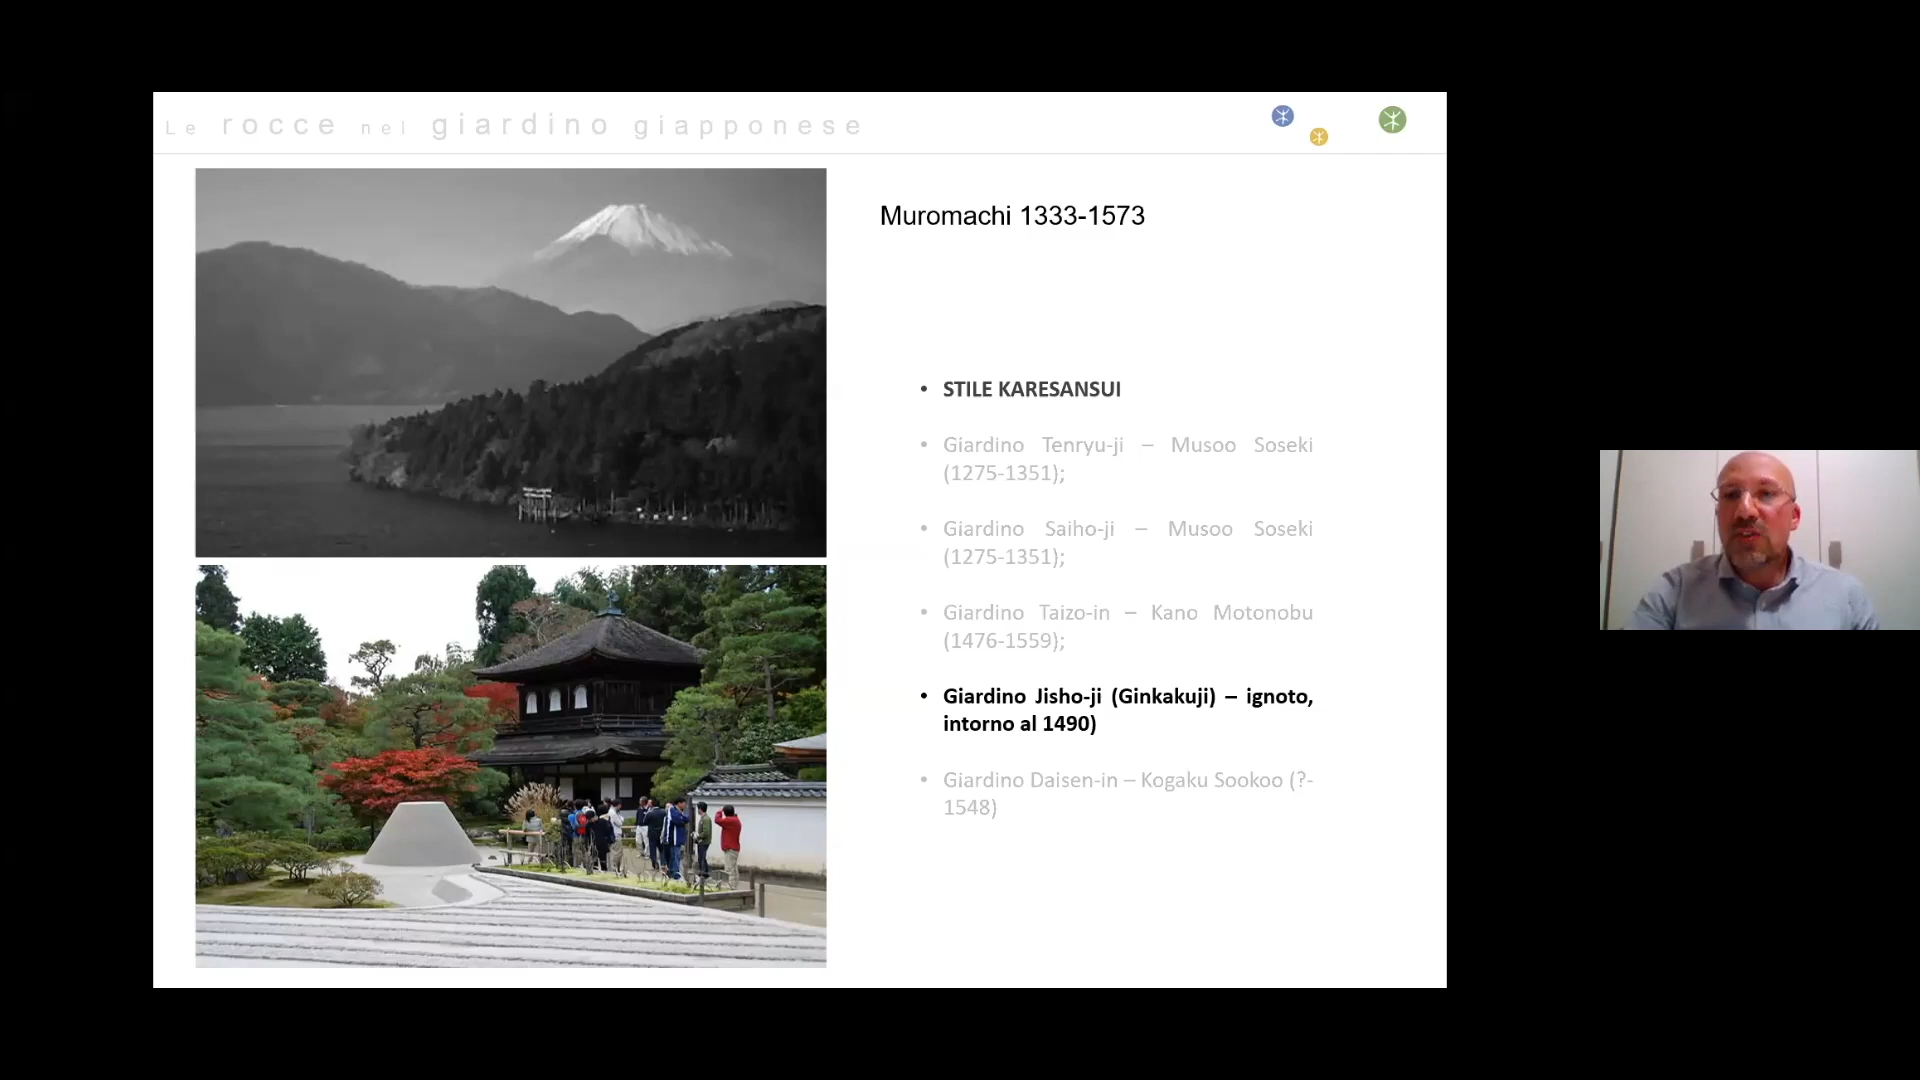 Le rocce nel giardino giapponese
Muromachi 1333-1573
• STILE KARESANSUI
• Giardino Tenryu-ji – Musoo Soseki
(1275-1351);
• Giardino Saiho-ji – Musoo Soseki
(1275-1351);
• Giardino Taizo-in – Kano Motonobu
(1476-1559);
• Giardino Jisho-ji (Ginkakuji) – ignoto,
intorno al 1490)
• Giardino Daisen-in – Kogaku Sookoo (?-
1548)